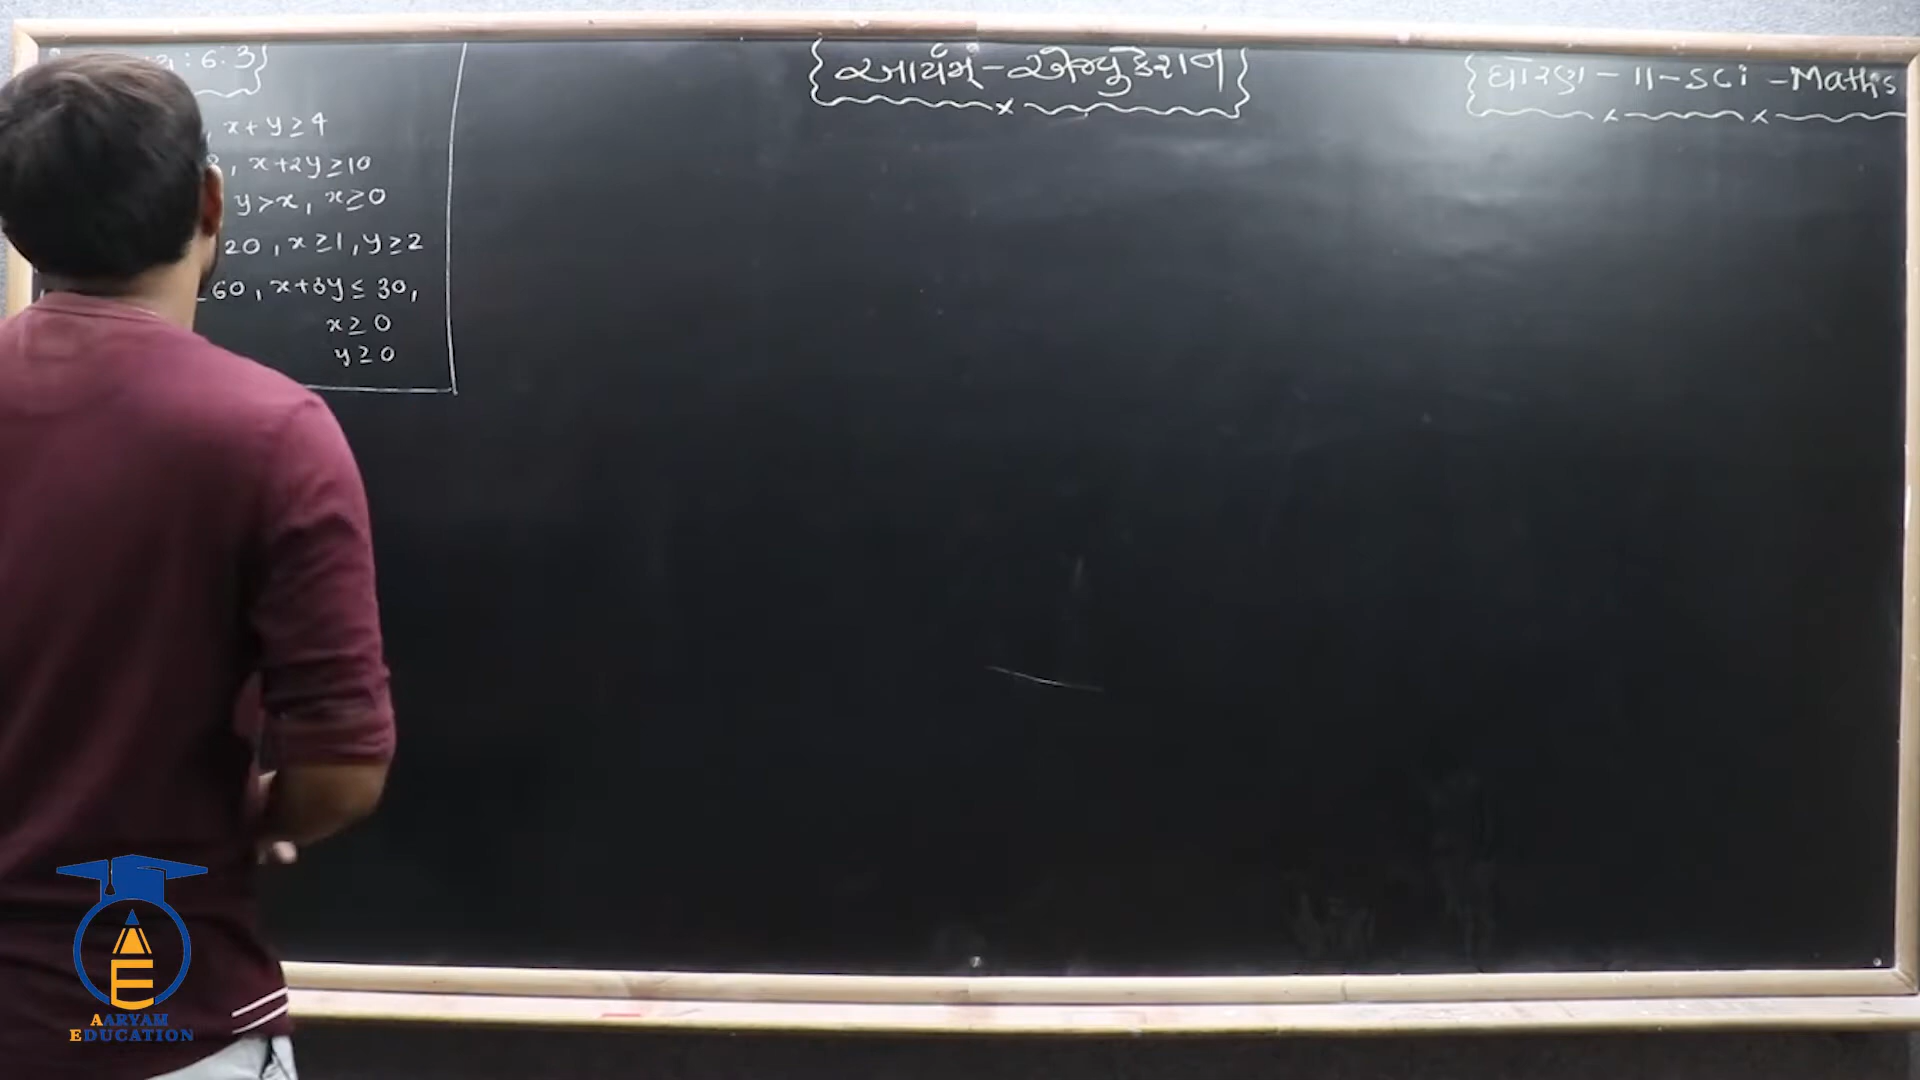 : 6:3
, x + y ≥ 4
, x + 2y ≥ 10
y > x, x ≥ 0
20, x ≥ 1, y ≥ 2
60, x + 3y ≤ 30,
x ≥ 0
y ≥ 0
આર્યમ્ - એજ્યુકેશન
ધોરણ - 11 - Sci - Maths
AARYAM
EDUCATION